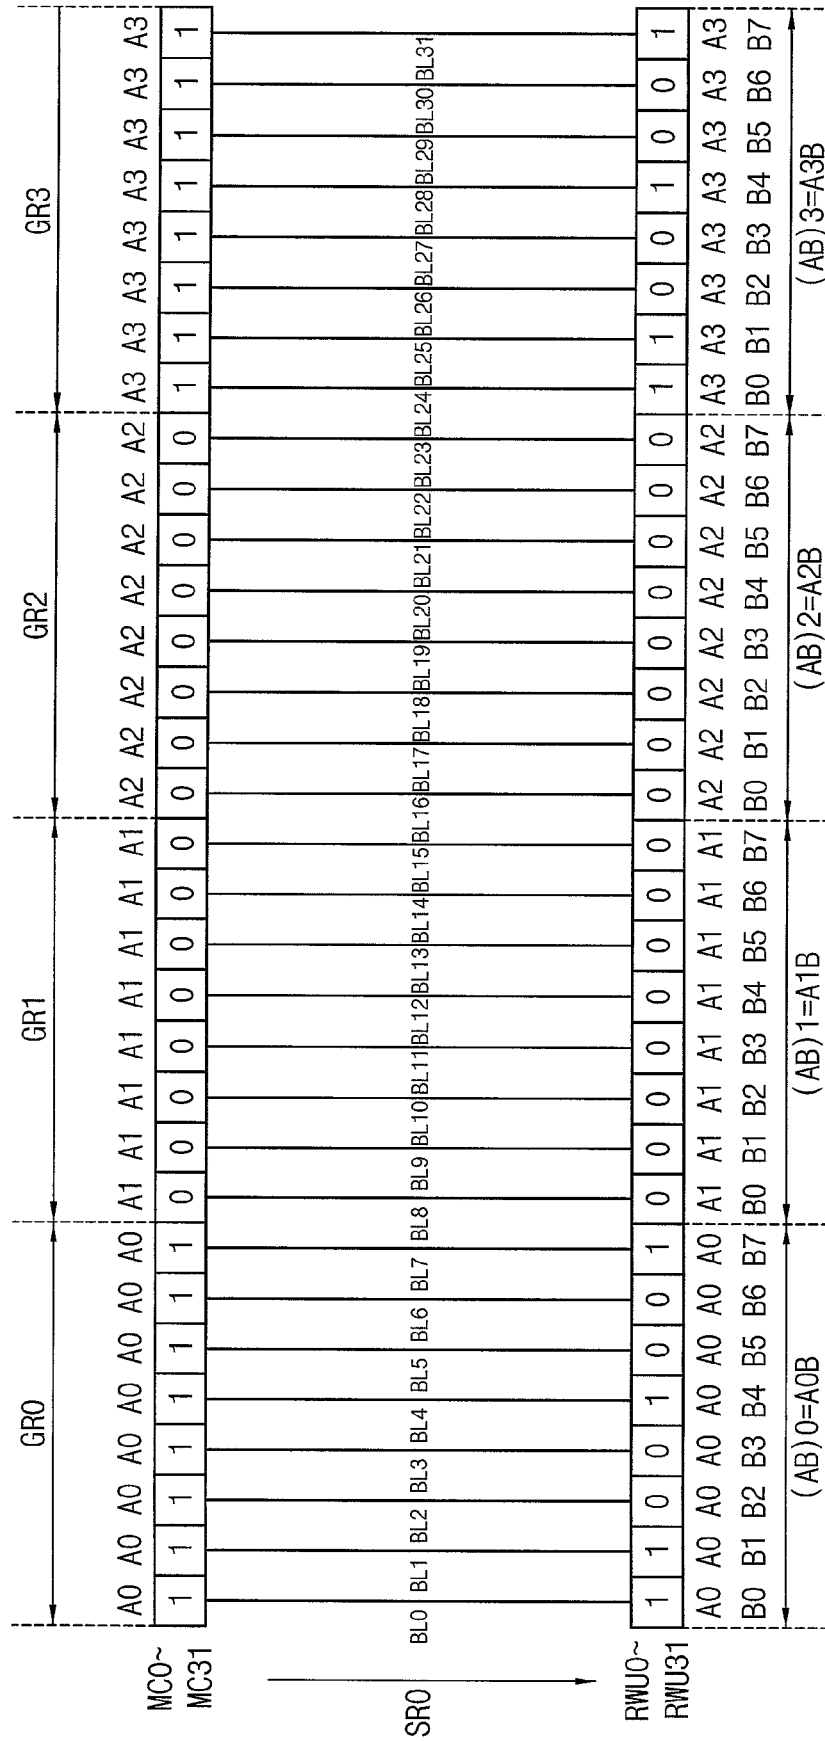 GR0 GR1 GR2 GR3
A0 A0 A0 A0 A0 A0 A0 A0 A1 A1 A1 A1 A1 A1 A1 A1 A2 A2 A2 A2 A2 A2 A2 A2 A3 A3 A3 A3 A3 A3 A3 A3
MC0~
MC31
1 1 1 1 1 1 1 1 0 0 0 0 0 0 0 0 0 0 0 0 0 0 0 0 1 1 1 1 1 1 1 1
SR0
BL0 BL1 BL2 BL3 BL4 BL5 BL6 BL7 BL8 BL9 BL10 BL11 BL12 BL13 BL14 BL15 BL16 BL17 BL18 BL19 BL20 BL21 BL22 BL23 BL24 BL25 BL26 BL27 BL28 BL29 BL30 BL31
RWU0~
RWU31
1 1 0 0 1 0 0 1 0 0 0 0 0 0 0 0 0 0 0 0 0 0 0 0 1 1 0 0 1 0 0 1
A0 A0 A0 A0 A0 A0 A0 A0 A1 A1 A1 A1 A1 A1 A1 A1 A2 A2 A2 A2 A2 A2 A2 A2 A3 A3 A3 A3 A3 A3 A3 A3
B0 B1 B2 B3 B4 B5 B6 B7 B0 B1 B2 B3 B4 B5 B6 B7 B0 B1 B2 B3 B4 B5 B6 B7 B0 B1 B2 B3 B4 B5 B6 B7
(AB)0=A0B (AB)1=A1B (AB)2=A2B (AB)3=A3B